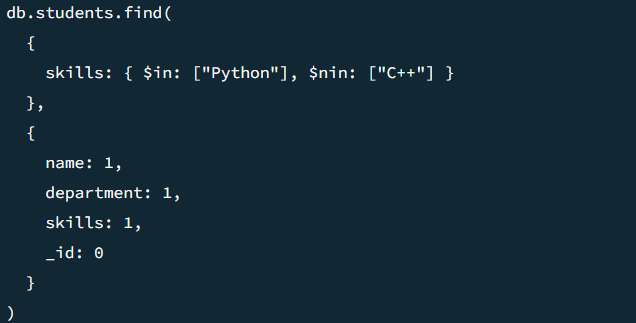 db.students.find(
  {
    skills: { $in: ["Python"], $nin: ["C++"] }
  },
  {
    name: 1,
    department: 1,
    skills: 1,
    _id: 0
  }
)